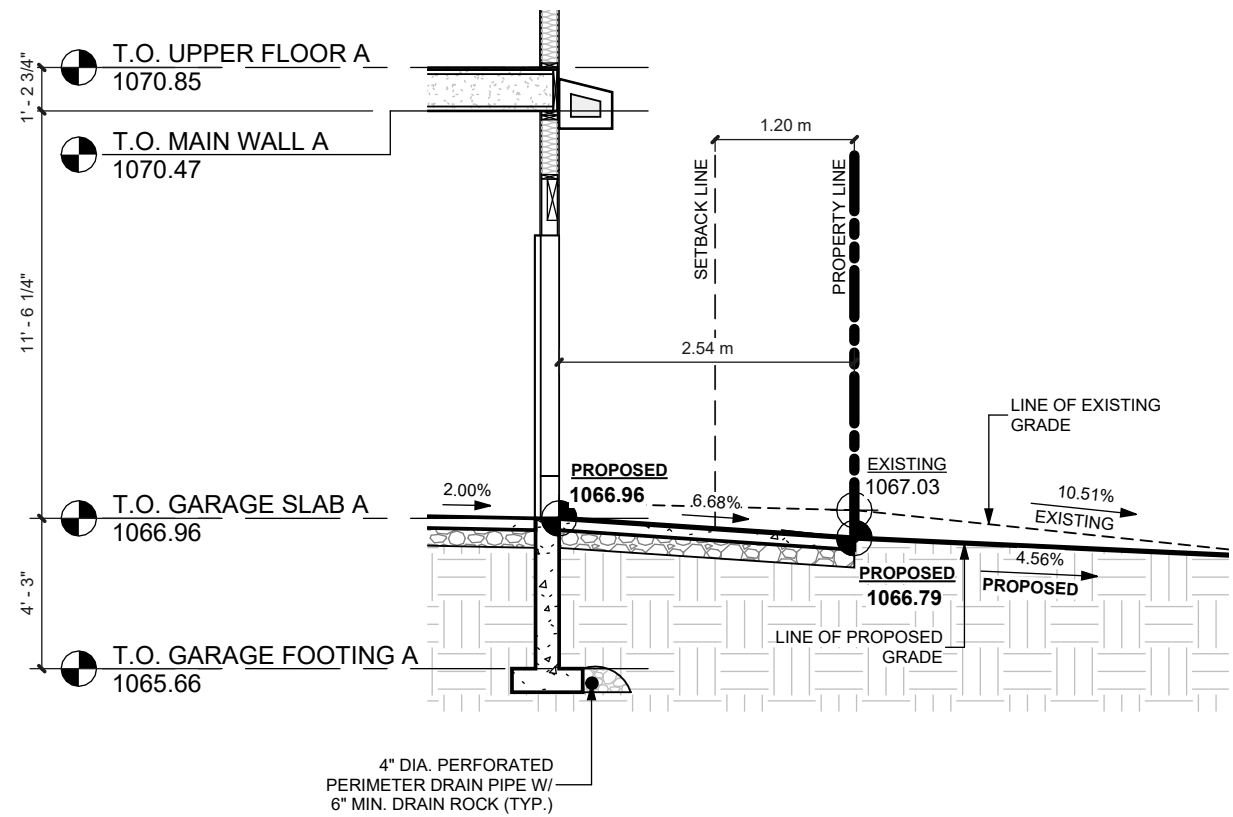 T.O. UPPER FLOOR A
1070.85
1' - 2 3/4"
T.O. MAIN WALL A
1070.47
1.20 m
SETBACK LINE
PROPERTY LINE
11' - 6 1/4"
2.54 m
LINE OF EXISTING
GRADE
PROPOSED
1066.96
EXISTING
1067.03
2.00%
6.68%
10.51%
EXISTING
T.O. GARAGE SLAB A
1066.96
4.56%
PROPOSED
PROPOSED
1066.79
4' - 3"
LINE OF PROPOSED
GRADE
T.O. GARAGE FOOTING A
1065.66
4" DIA. PERFORATED
PERIMETER DRAIN PIPE W/
6" MIN. DRAIN ROCK (TYP.)